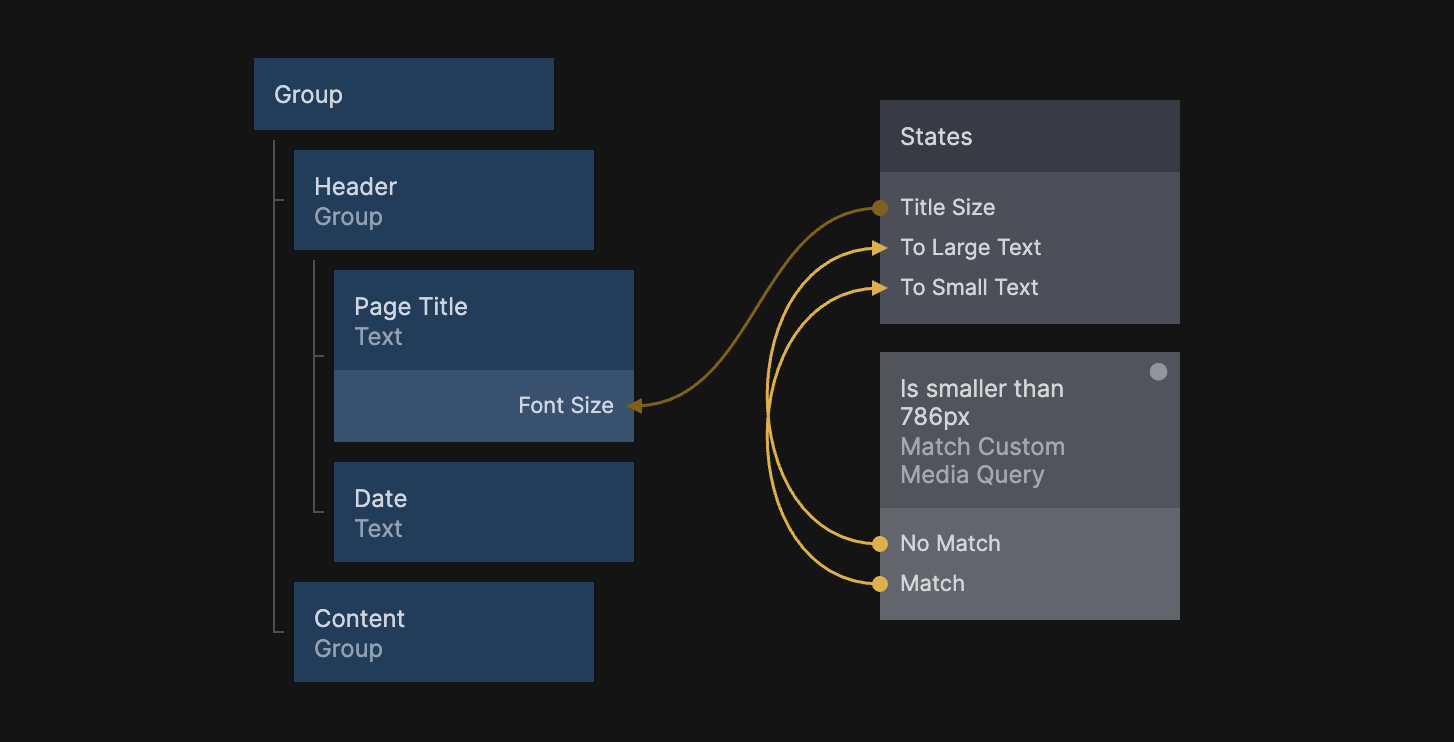 Group
Header
Group
Page Title
Text
Font Size
Date
Text
Content
Group
States
Title Size
To Large Text
To Small Text
Is smaller than
786px
Match Custom
Media Query
No Match
Match